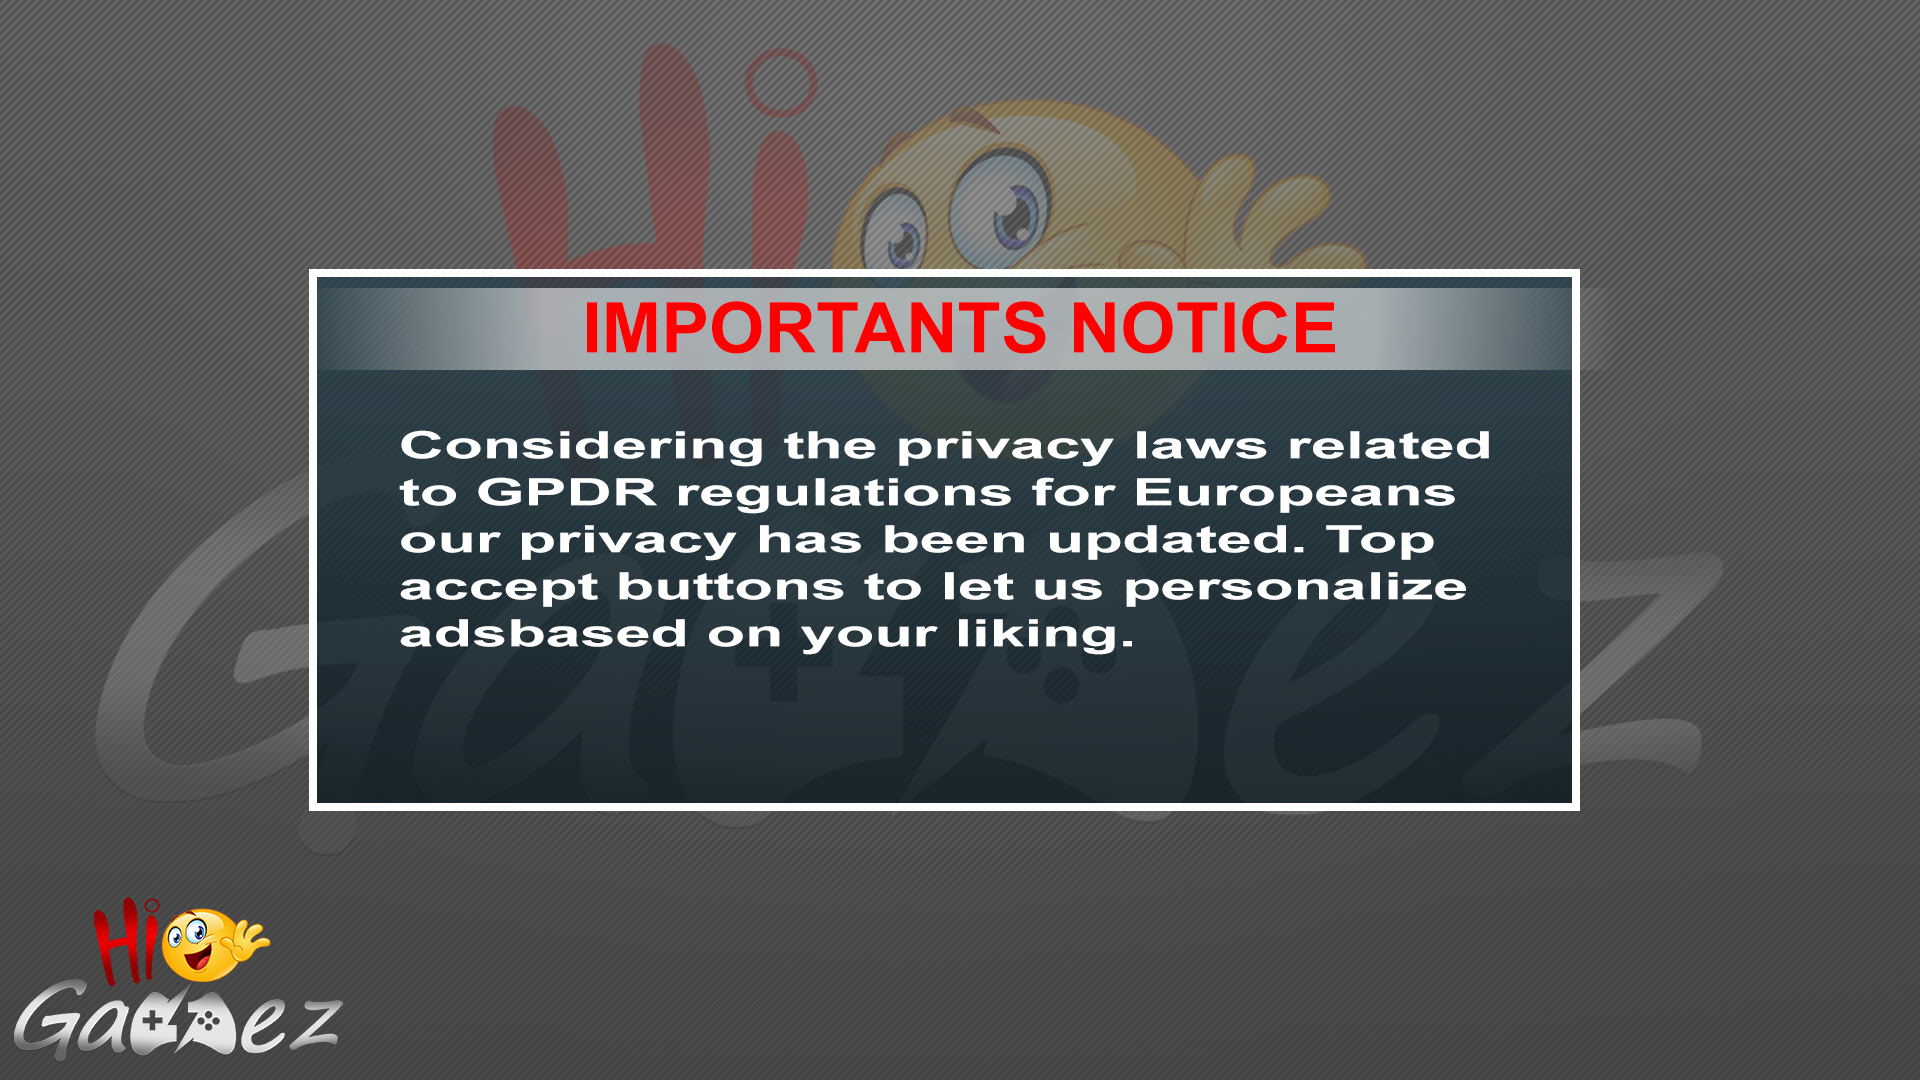 IMPORTANTS NOTICE
Considering the privacy laws related
to GPDR regulations for Europeans
our privacy has been updated. Top
accept buttons to let us personalize
adsbased on your liking.
Hi
Gamez